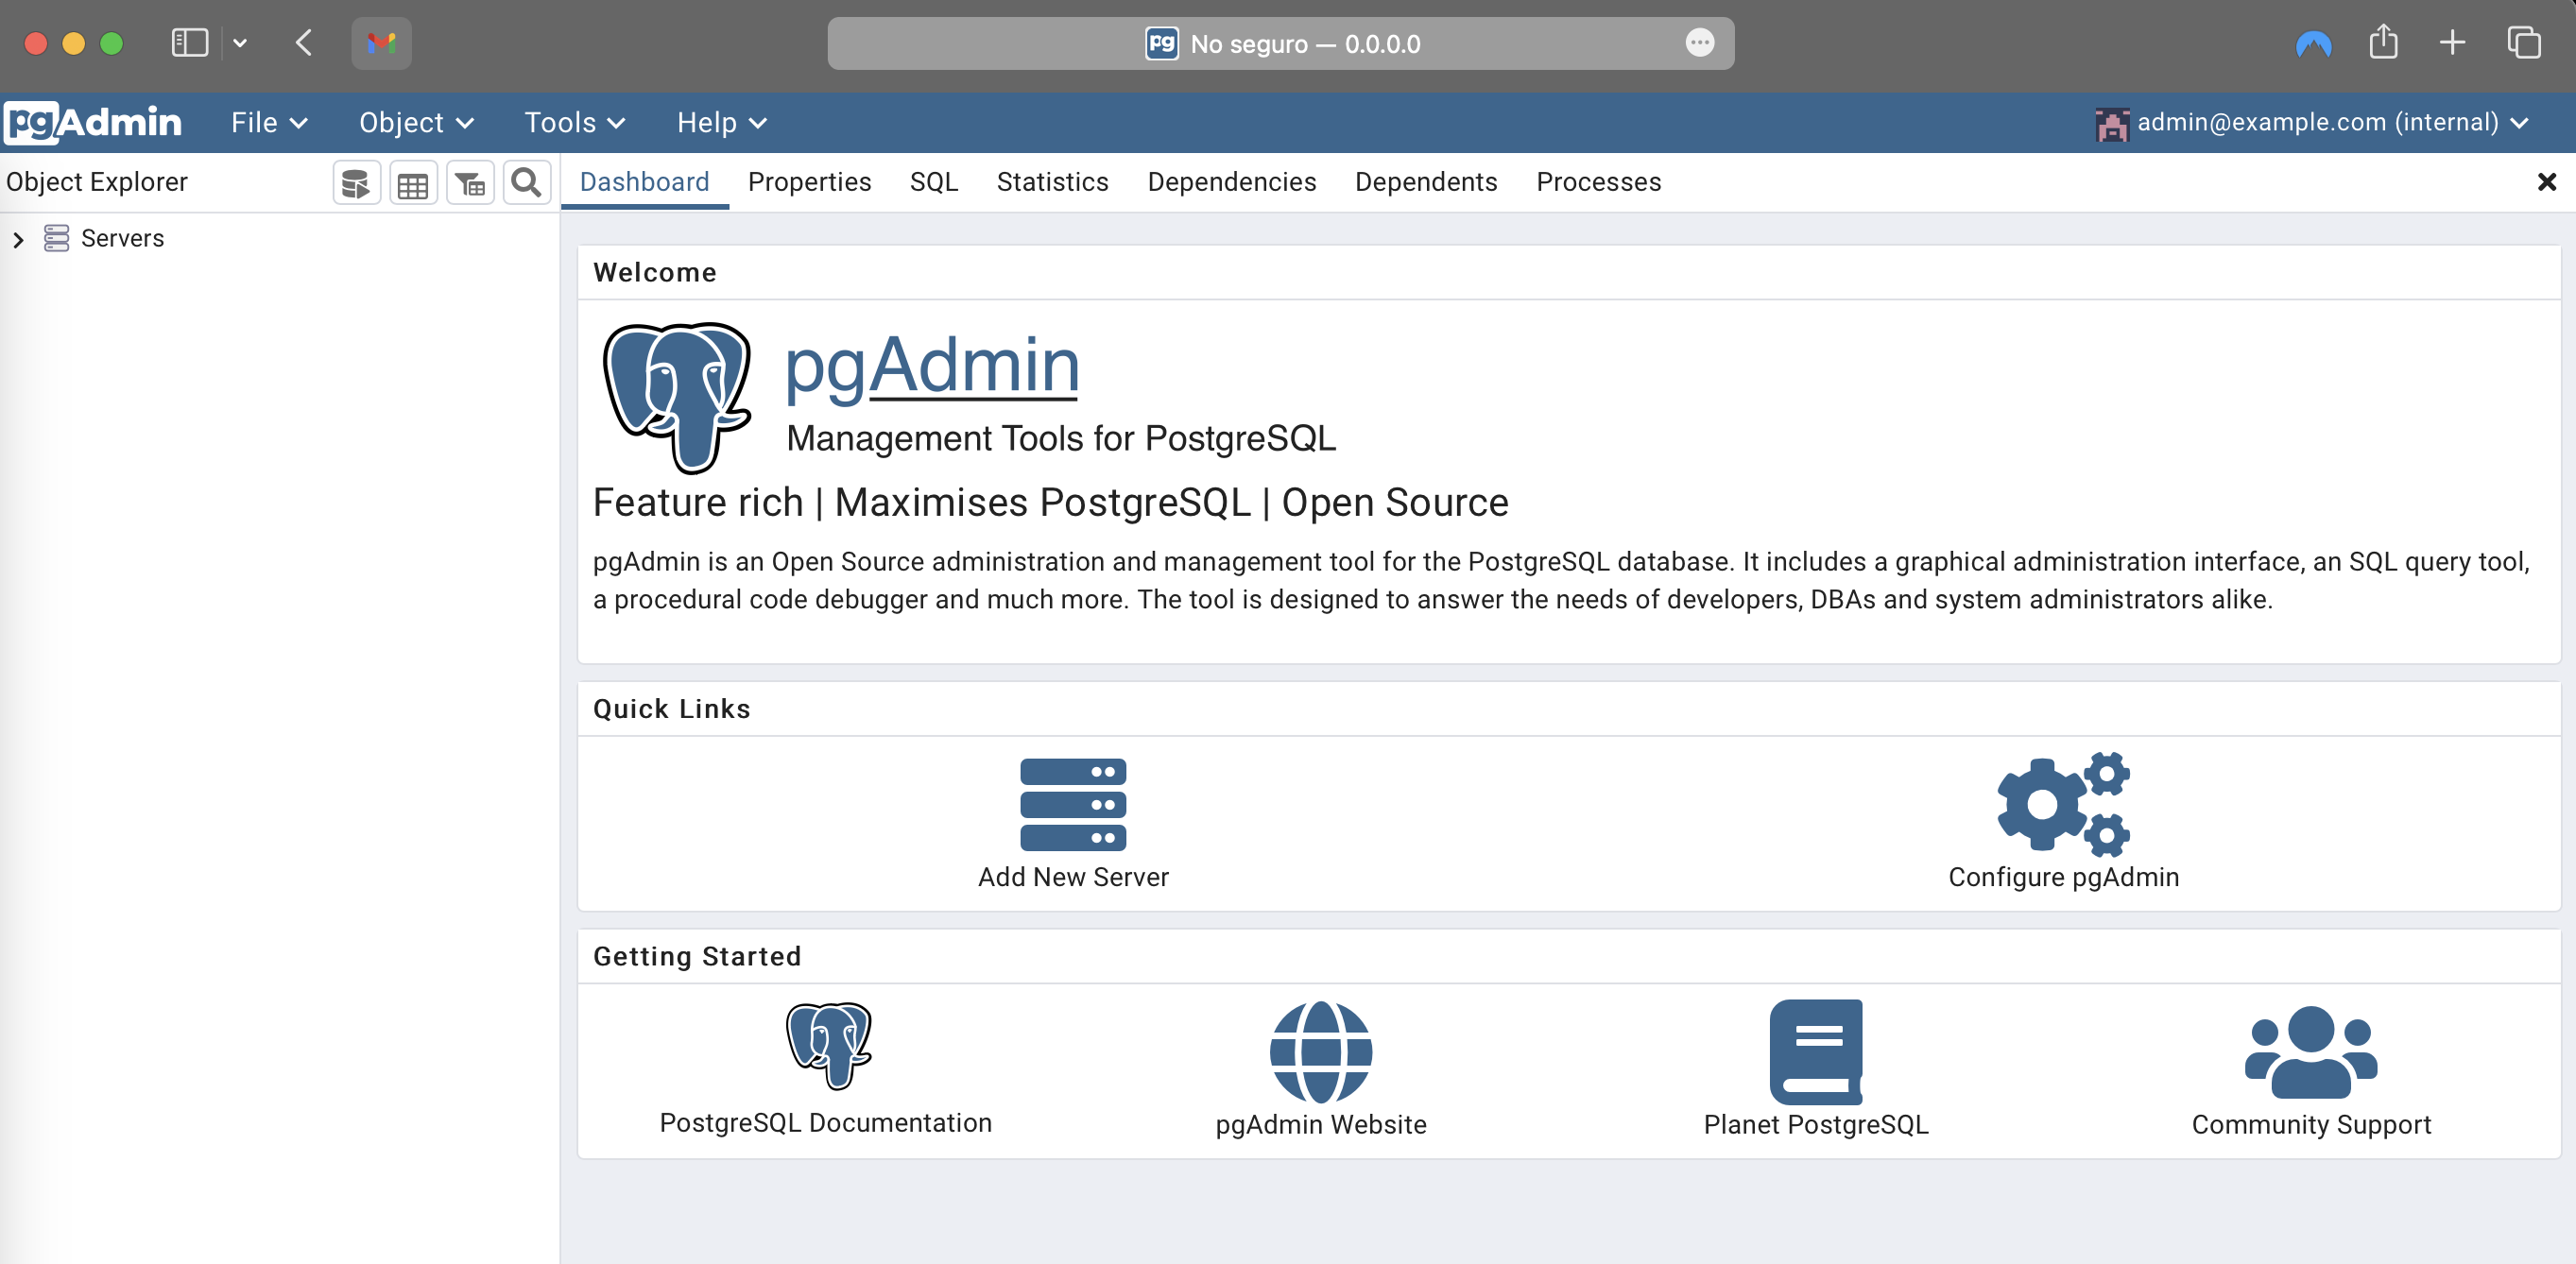 pg No seguro — 0.0.0.0
pgAdmin File Object Tools Help admin@example.com (internal)
Object Explorer Dashboard Properties SQL Statistics Dependencies Dependents Processes
Servers
Welcome
pgAdmin
Management Tools for PostgreSQL
Feature rich | Maximises PostgreSQL | Open Source
pgAdmin is an Open Source administration and management tool for the PostgreSQL database. It includes a graphical administration interface, an SQL query tool,
a procedural code debugger and much more. The tool is designed to answer the needs of developers, DBAs and system administrators alike.
Quick Links
Add New Server Configure pgAdmin
Getting Started
PostgreSQL Documentation pgAdmin Website Planet PostgreSQL Community Support